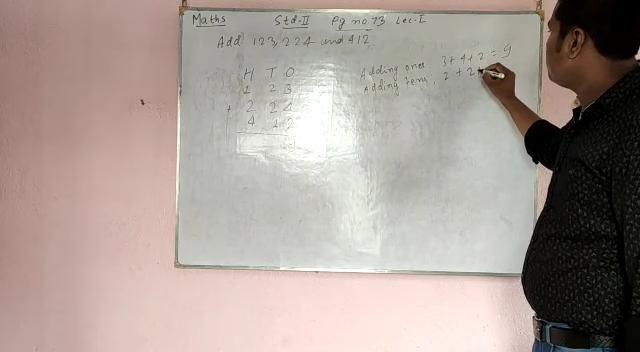 Maths Std-II Pg no 73 Lec-I
Add 123, 224 and 412
H T O
1 2 3
+ 2 2 4
4 1 2
9
Adding ones 3 + 4 + 2 = 9
Adding tens, 2 + 2 +